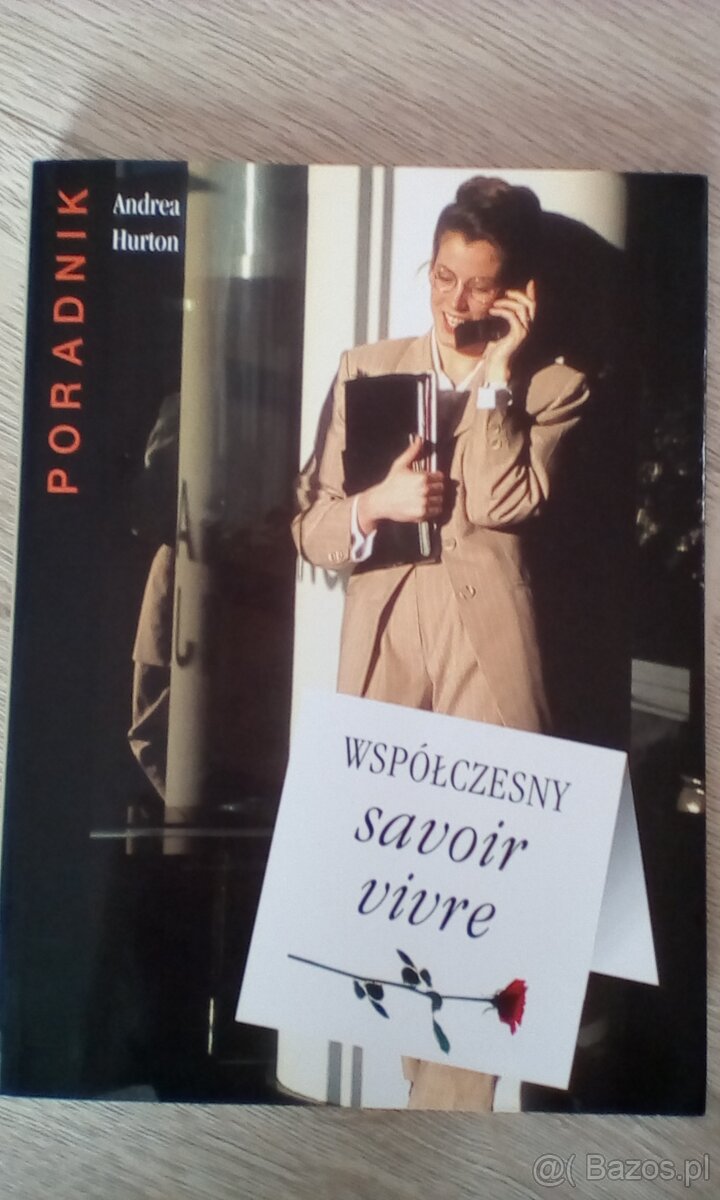 PORADNIK
Andrea
Hurton
A
L
WSPÓŁCZESNY
savoir
vivre
@( Bazos.pl